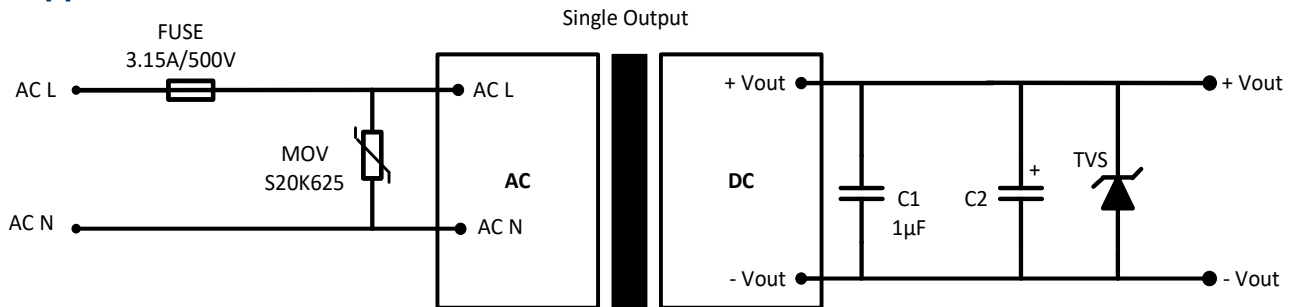 Single Output
FUSE
3.15A/500V
AC L
AC L
+ Vout
+ Vout
MOV
S20K625
AC
DC
C1
1µF
C2
+
TVS
AC N
AC N
- Vout
- Vout